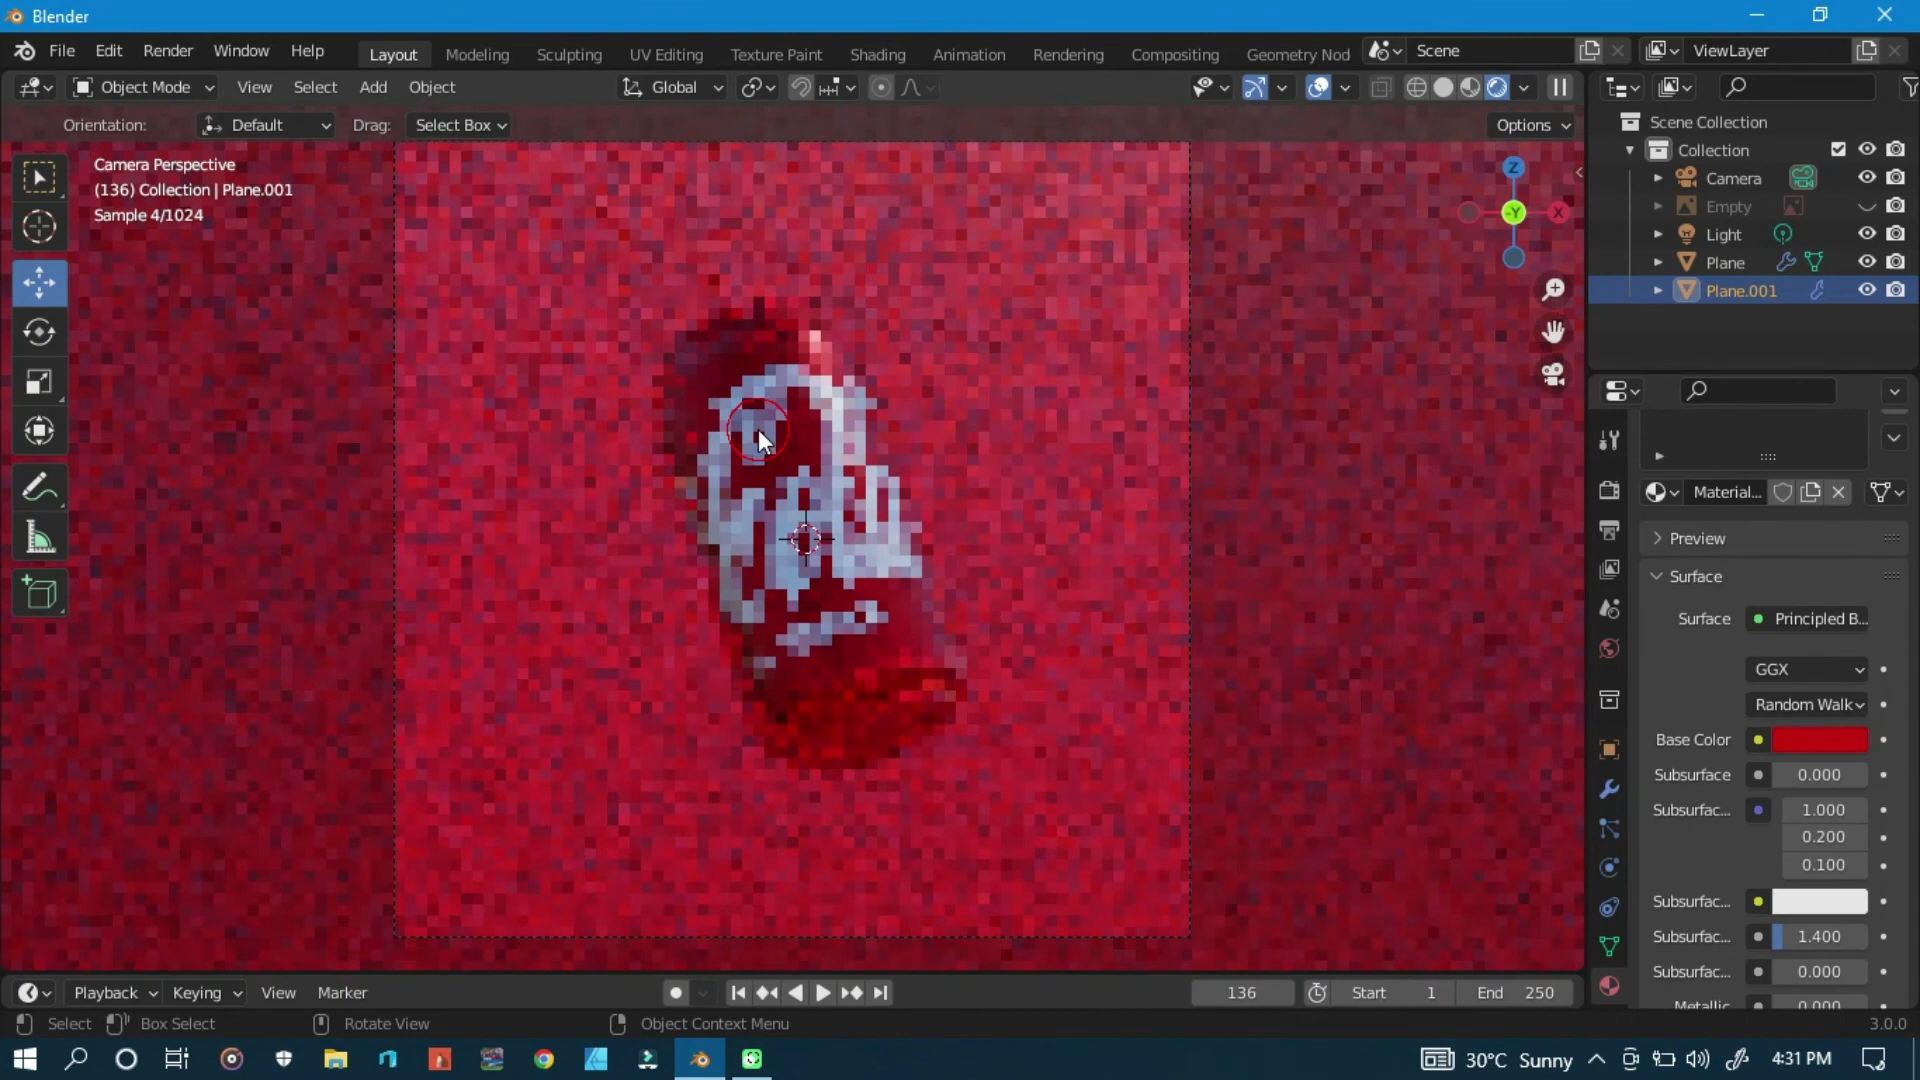 Blender
File Edit Render Window Help Layout Modeling Sculpting UV Editing Texture Paint Shading Animation Rendering Compositing Geometry Nod Scene ViewLayer
Object Mode View Select Add Object Global
Orientation: Default Drag: Select Box Options
Camera Perspective
(136) Collection | Plane.001
Sample 4/1024
Z
-Y
X
Scene Collection
Collection
Camera
Empty
Light
Plane
Plane.001
Material...
Preview
Surface
Surface Principled B...
GGX
Random Walk
Base Color
Subsurface 0.000
Subsurfac... 1.000
0.200
0.100
Subsurfac...
Subsurfac... 1.400
Subsurfac... 0.000
Metallic 0.000
Playback Keying View Marker 136 Start 1 End 250
Select Box Select Rotate View Object Context Menu 3.0.0
30°C Sunny 4:31 PM